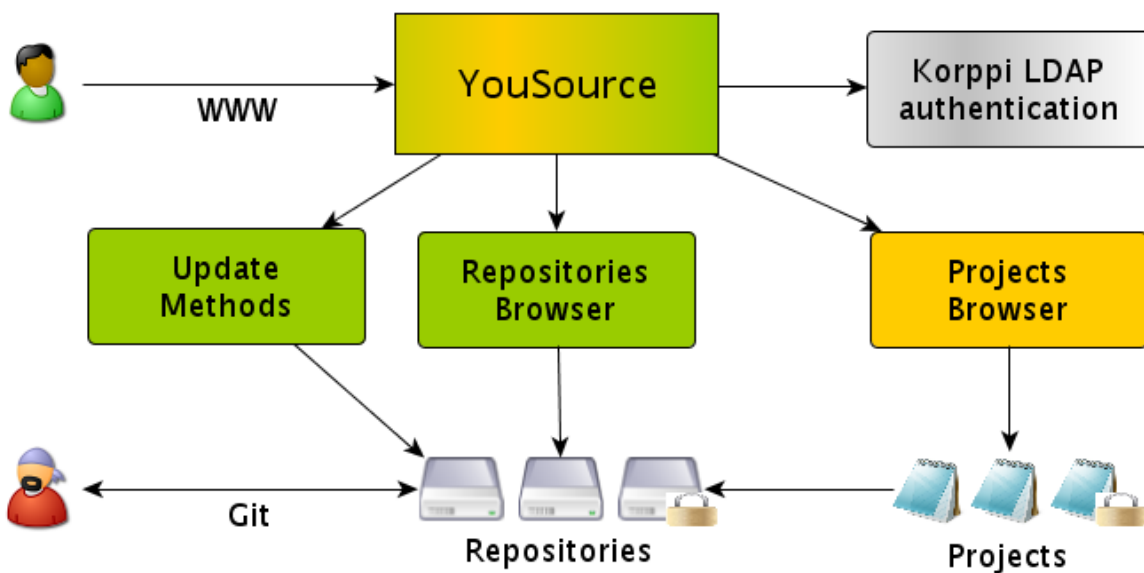 YouSource
Korppi LDAP
authentication
WWW
Update
Methods
Repositories
Browser
Projects
Browser
Git
Repositories
Projects